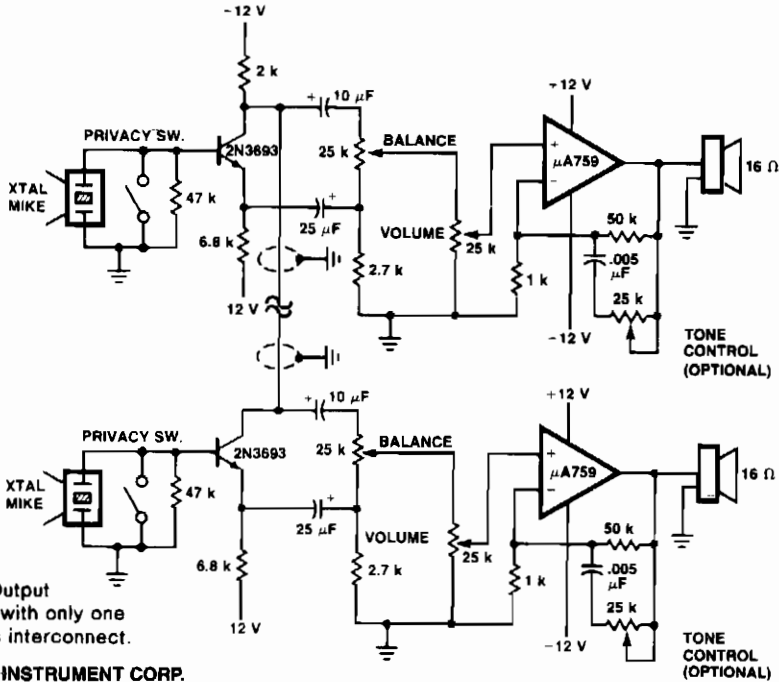 −12 V
2 k
+ 10 µF
PRIVACY SW.
2N3693
25 k
BALANCE
+12 V
µA759
+
−
16 Ω
XTAL
MIKE
47 k
+
25 µF
VOLUME
25 k
50 k
.005
µF
6.8 k
2.7 k
1 k
25 k
12 V
−12 V
TONE
CONTROL
(OPTIONAL)
+ 10 µF
+12 V
PRIVACY SW.
2N3693
25 k
BALANCE
µA759
+
−
16 Ω
XTAL
MIKE
47 k
+
25 µF
VOLUME
25 k
50 k
.005
µF
6.8 k
2.7 k
1 k
25 k
12 V
−12 V
TONE
CONTROL
(OPTIONAL)
utput
with only one
interconnect.
INSTRUMENT CORP.